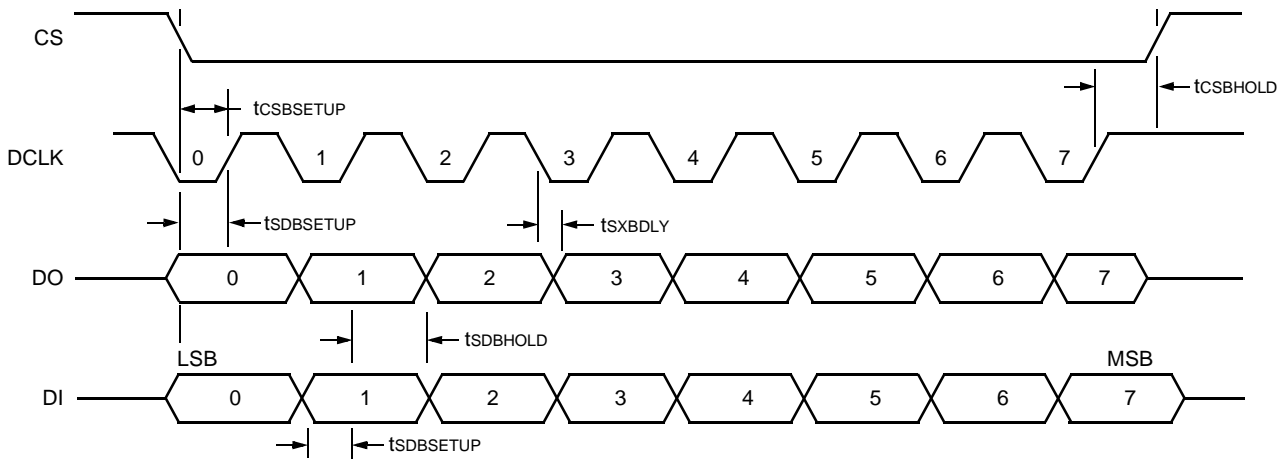 CS
tCSBSETUP
tCSBHOLD
DCLK 0 1 2 3 4 5 6 7
tSDBSETUP
tSXBDLY
DO 0 1 2 3 4 5 6 7
tSDBHOLD
LSB MSB
DI 0 1 2 3 4 5 6 7
tSDBSETUP